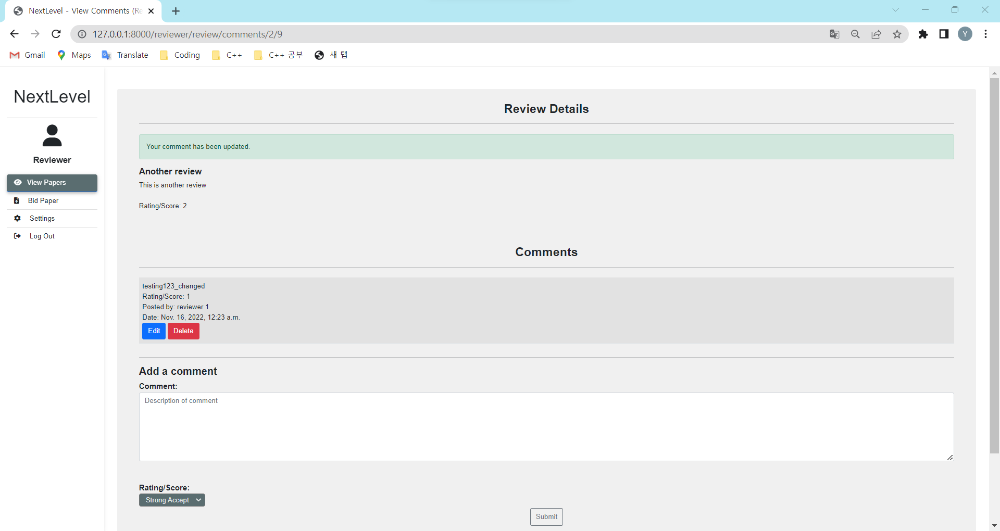 NextLevel - View Comments (Re
127.0.0.1:8000/reviewer/review/comments/2/9
Y
Gmail
Maps
Translate
Coding
C++
C++ 공부
새 탭
NextLevel
Reviewer
View Papers
Bid Paper
Settings
Log Out
Review Details
Your comment has been updated.
Another review
This is another review
Rating/Score: 2
Comments
testing123_changed
Rating/Score: 1
Posted by: reviewer 1
Date: Nov. 16, 2022, 12:23 a.m.
Edit
Delete
Add a comment
Comment:
Description of comment
Rating/Score:
Strong Accept
Submit